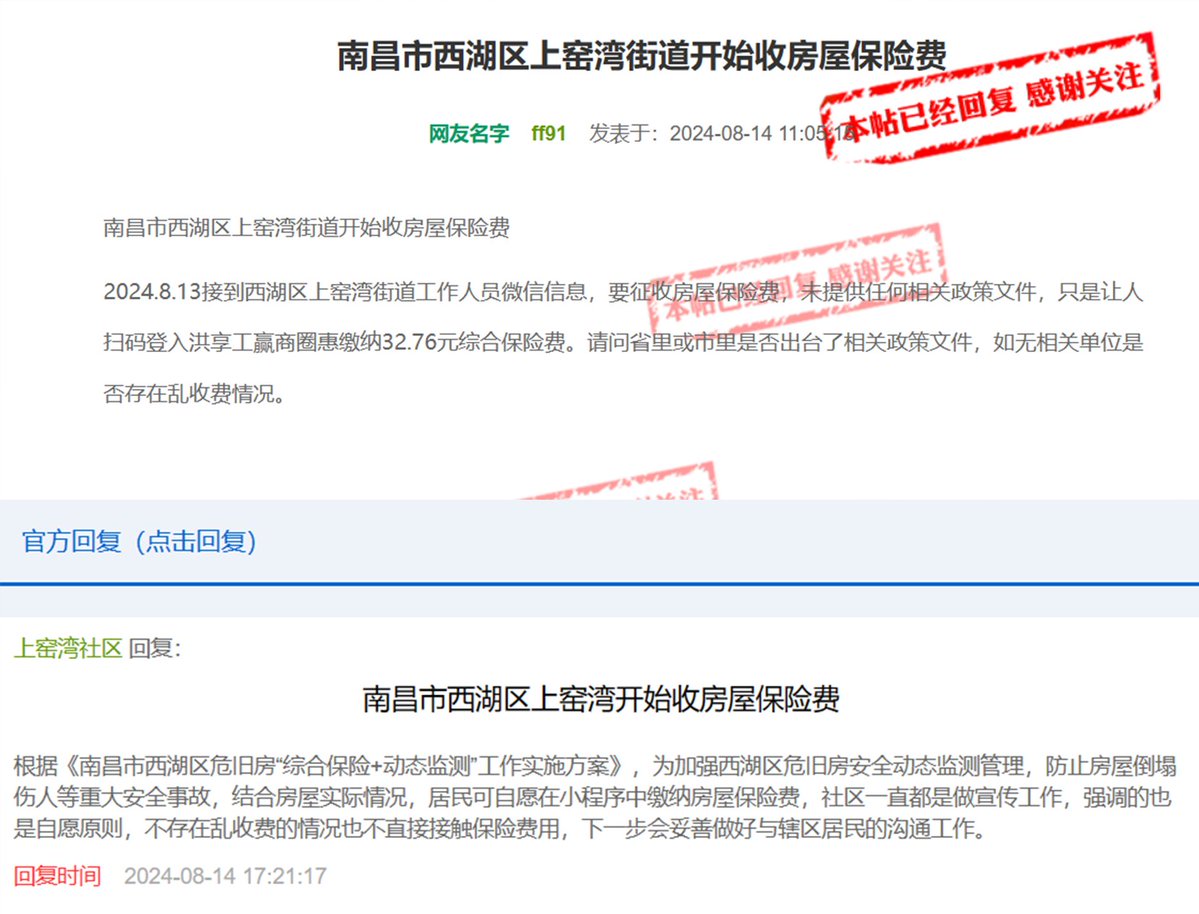 南昌市西湖区上窑湾街道开始收房屋保险费
本帖已经回复 感谢关注
网友名字 ff91 发表于：2024-08-14 11:05:18
南昌市西湖区上窑湾街道开始收房屋保险费
本帖已经回复 感谢关注
2024.8.13接到西湖区上窑湾街道工作人员微信信息，要征收房屋保险费，未提供任何相关政策文件，只是让人
扫码登入洪享工赢商圈惠缴纳32.76元综合保险费。请问省里或市里是否出台了相关政策文件，如无相关单位是
否存在乱收费情况。
官方回复（点击回复）
上窑湾社区 回复：
南昌市西湖区上窑湾开始收房屋保险费
根据《南昌市西湖区危旧房“综合保险+动态监测”工作实施方案》，为加强西湖区危旧房安全动态监测管理，防止房屋倒塌
伤人等重大安全事故，结合房屋实际情况，居民可自愿在小程序中缴纳房屋保险费，社区一直都是做宣传工作，强调的也
是自愿原则，不存在乱收费的情况也不直接接触保险费用，下一步会妥善做好与辖区居民的沟通工作。
回复时间 2024-08-14 17:21:17